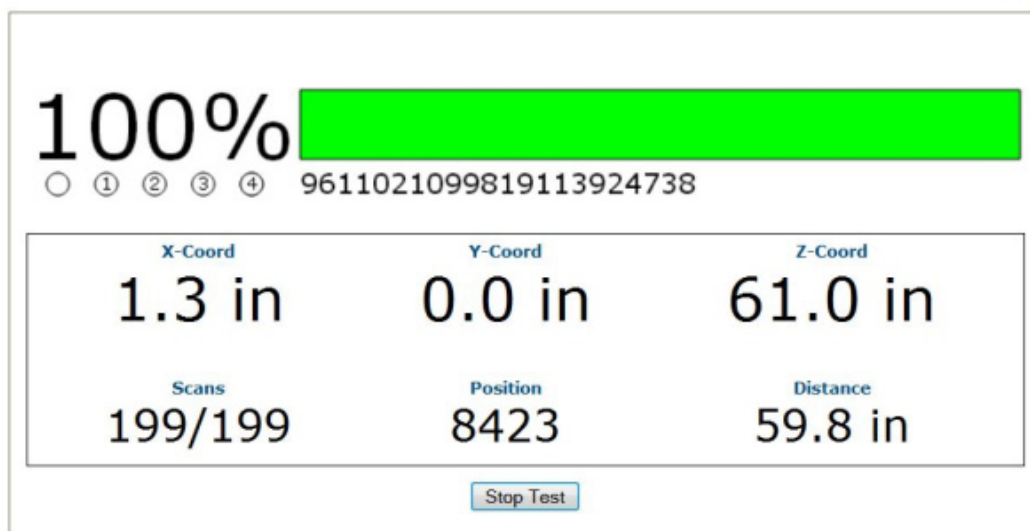 100%
① ② ③ ④ 9611021099819113924738
X-Coord Y-Coord Z-Coord
1.3 in 0.0 in 61.0 in
Scans Position Distance
199/199 8423 59.8 in
Stop Test